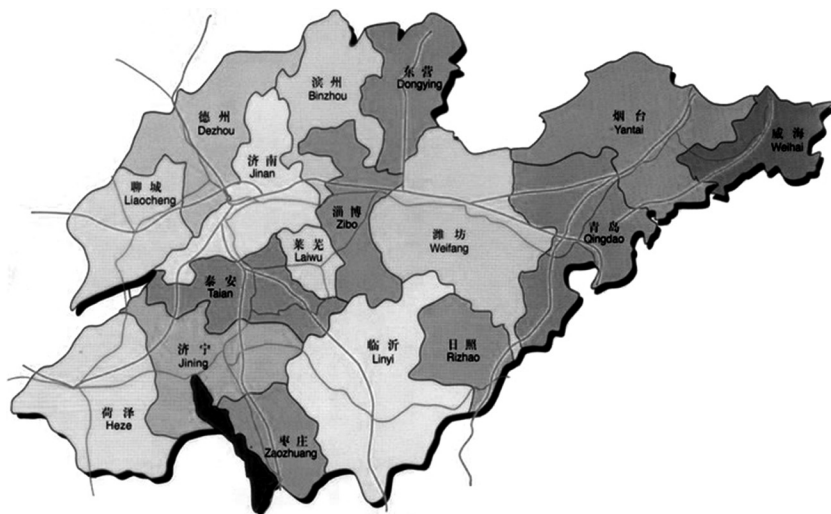 滨州
Binzhou
东营
Dongying
德州
Dezhou
烟台
Yantai
威海
Weihai
济南
Jinan
聊城
Liaocheng
淄博
Zibo
青岛
Qingdao
潍坊
Weifang
莱芜
Laiwu
泰安
Taian
临沂
Linyi
日照
Rizhao
济宁
Jining
菏泽
Heze
枣庄
Zaozhuang